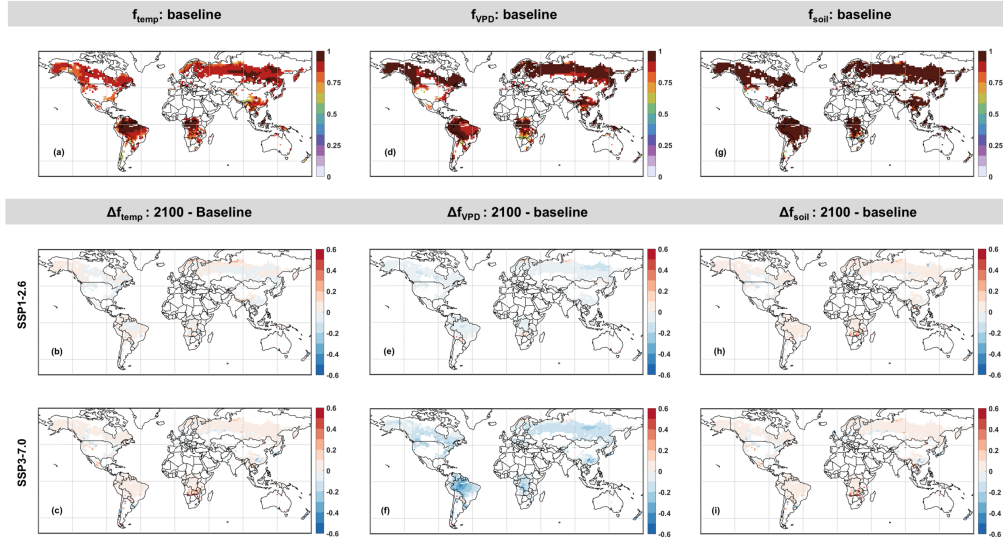 f_temp: baseline f_VPD: baseline f_soil: baseline
1 1 1
0.75 0.75 0.75
0.5 0.5 0.5
0.25 0.25 0.25
(a) (d) (g)
0 0 0
Δf_temp : 2100 - Baseline Δf_VPD : 2100 - baseline Δf_soil : 2100 - baseline
SSP1-2.6
0.6 0.6 0.6
0.4 0.4 0.4
0.2 0.2 0.2
0 0 0
-0.2 -0.2 -0.2
-0.4 -0.4 -0.4
(b) (e) (h)
-0.6 -0.6 -0.6
SSP3-7.0
0.6 0.6 0.6
0.4 0.4 0.4
0.2 0.2 0.2
0 0 0
-0.2 -0.2 -0.2
-0.4 -0.4 -0.4
(c) (f) (i)
-0.6 -0.6 -0.6